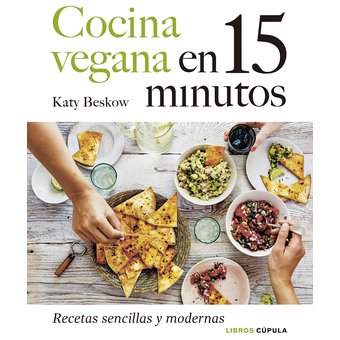 Cocina
vegana en 15
Katy Beskow minutos
Recetas sencillas y modernas
LIBROS CÚPULA